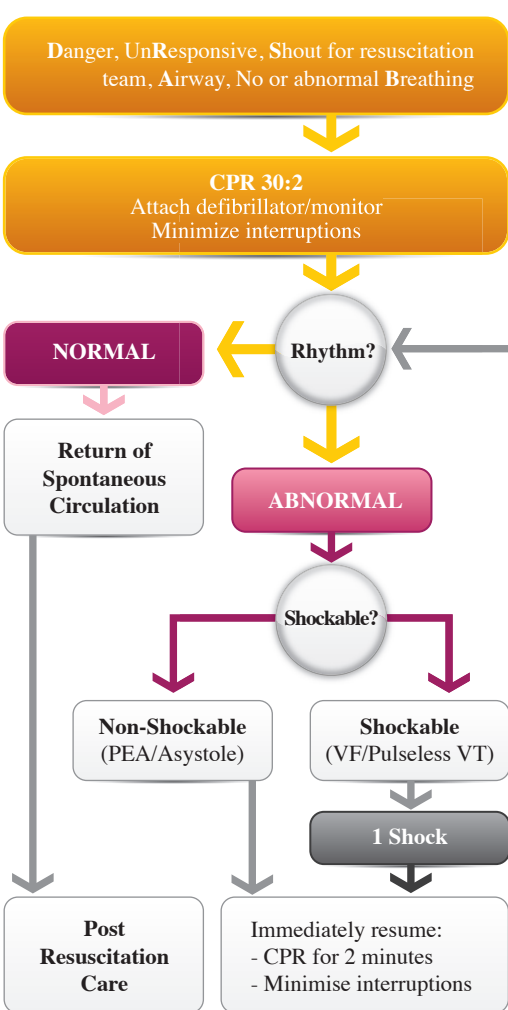 Danger, UnResponsive, Shout for resuscitation
team, Airway, No or abnormal Breathing
CPR 30:2
Attach defibrillator/monitor
Minimize interruptions
Rhythm?
NORMAL
Return of
Spontaneous
Circulation
ABNORMAL
Shockable?
Non-Shockable
(PEA/Asystole)
Shockable
(VF/Pulseless VT)
1 Shock
Post
Resuscitation
Care
Immediately resume:
- CPR for 2 minutes
- Minimise interruptions